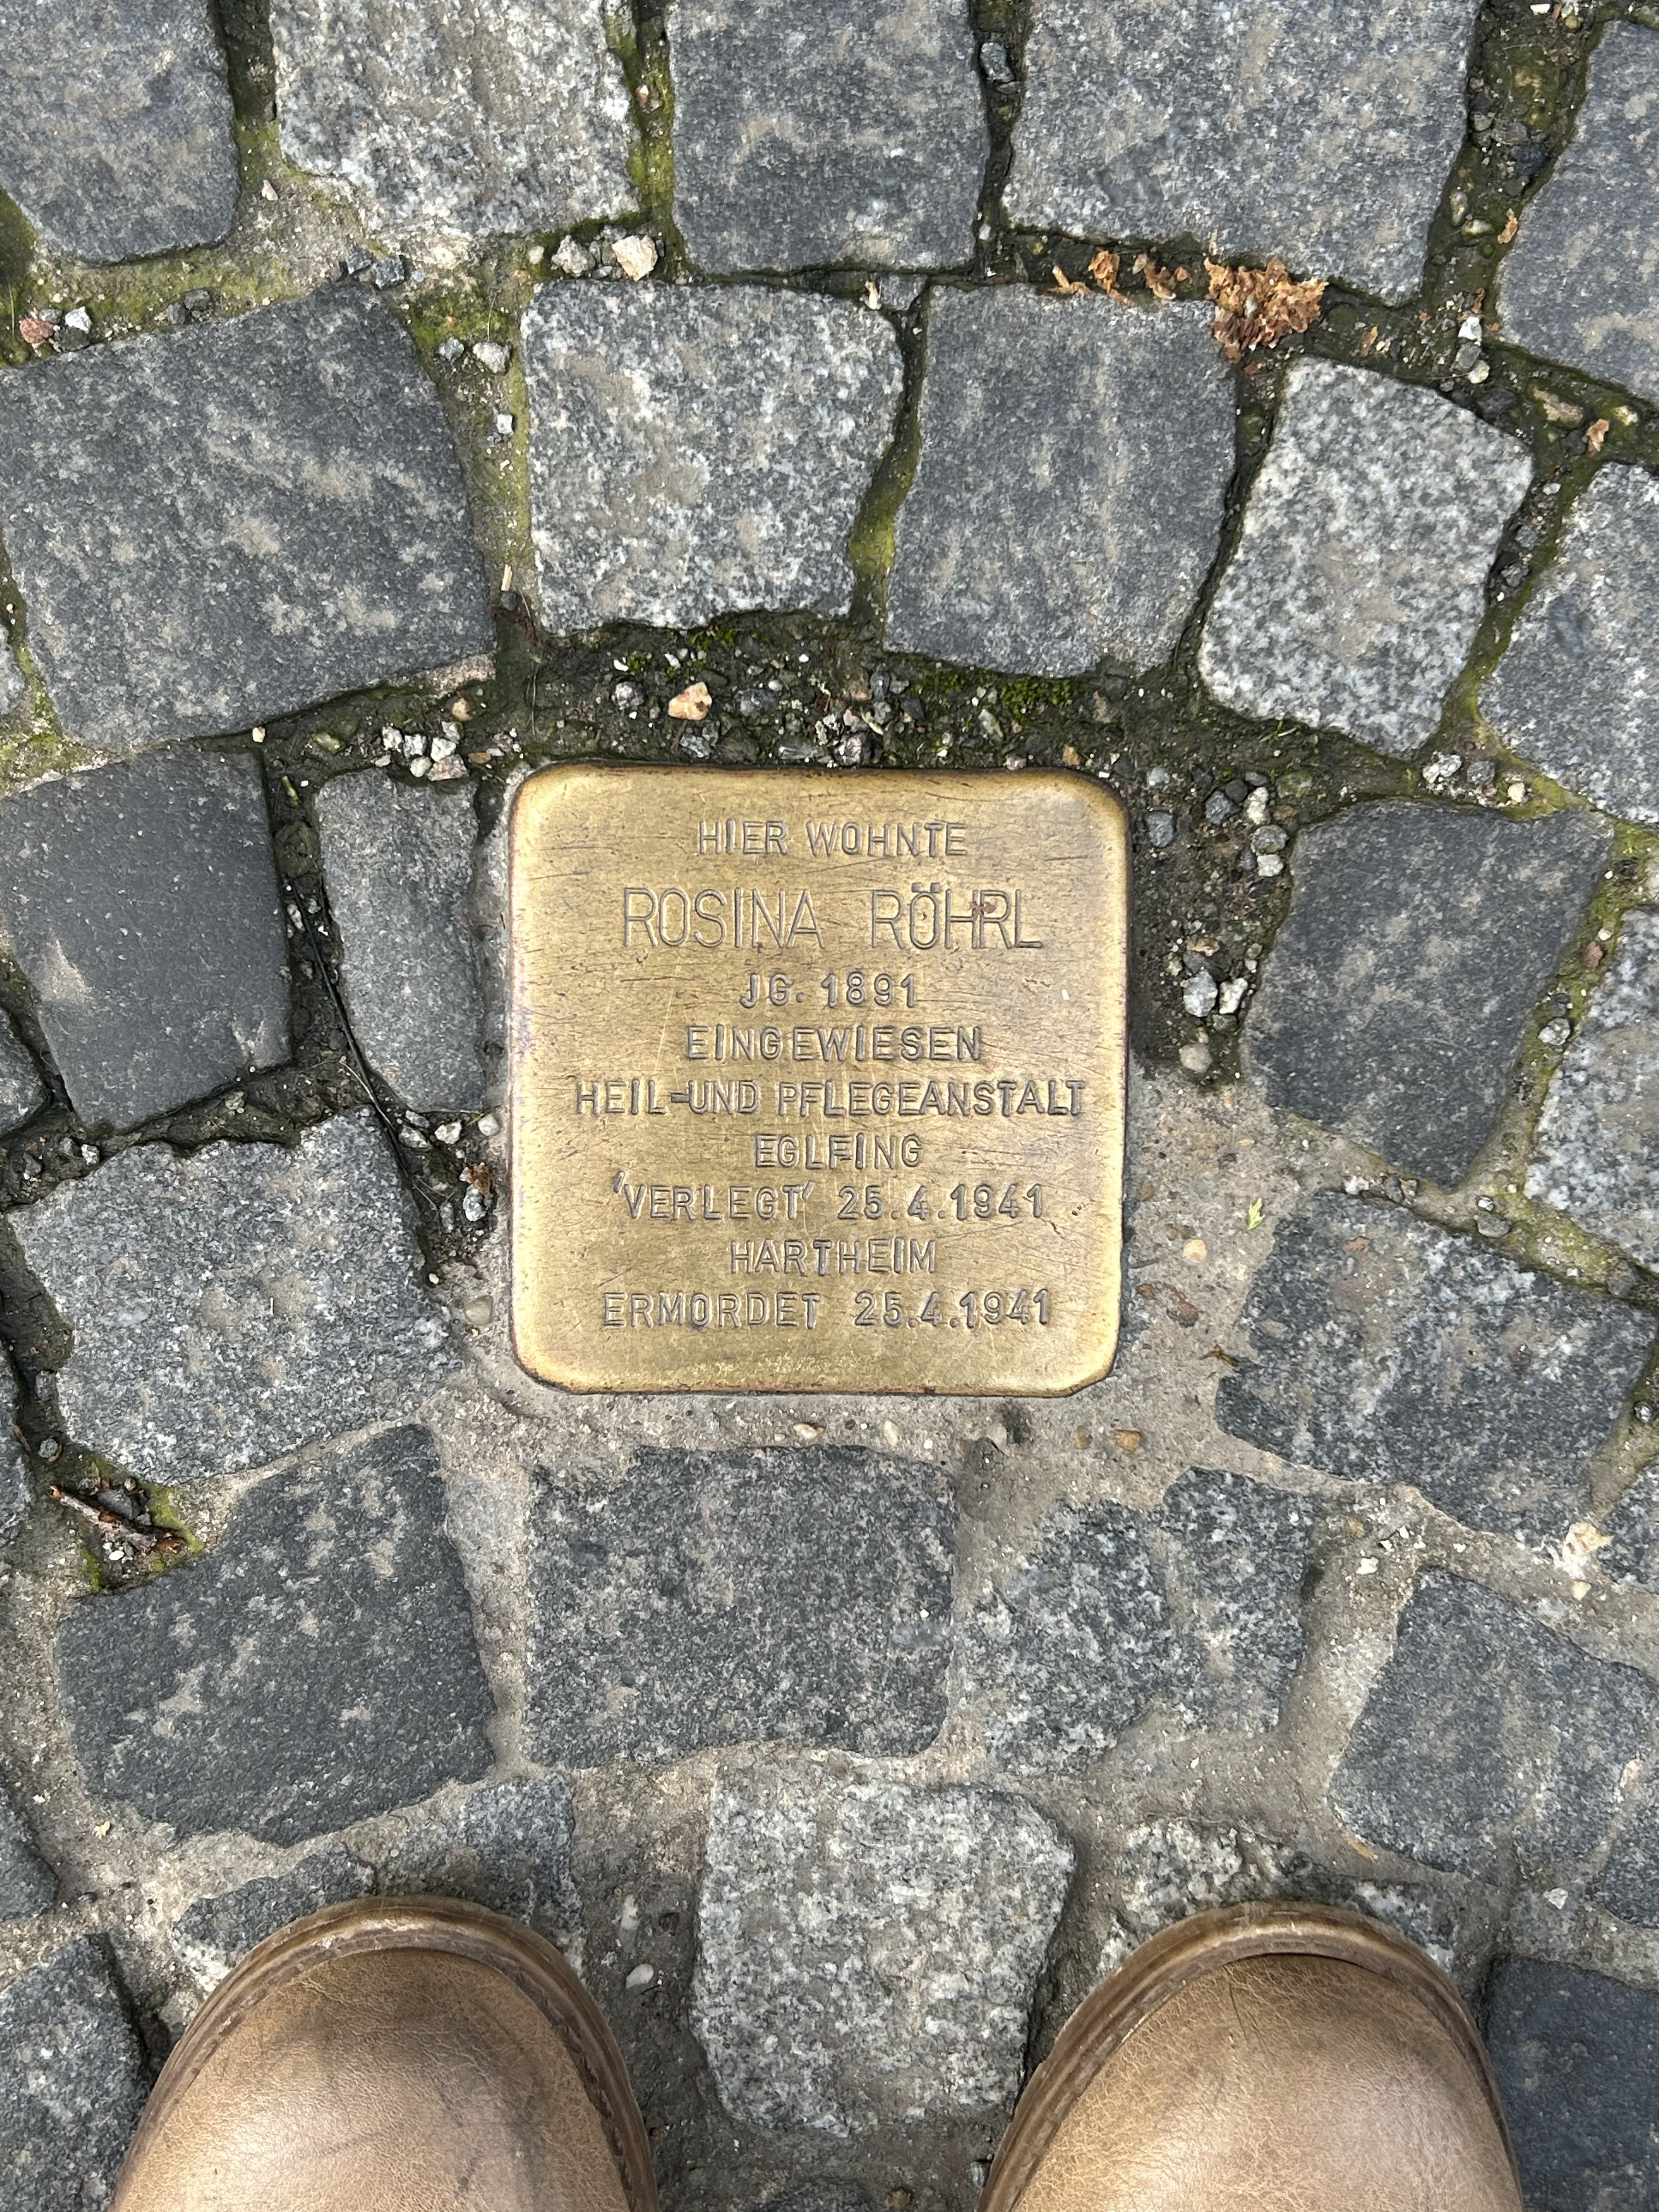 HIER WOHNTE
ROSINA RÖHRL
JG. 1891
EINGEWIESEN
HEIL-UND PFLEGEANSTALT
EGLFING
'VERLEGT' 25.4.1941
HARTHEIM
ERMORDET 25.4.1941